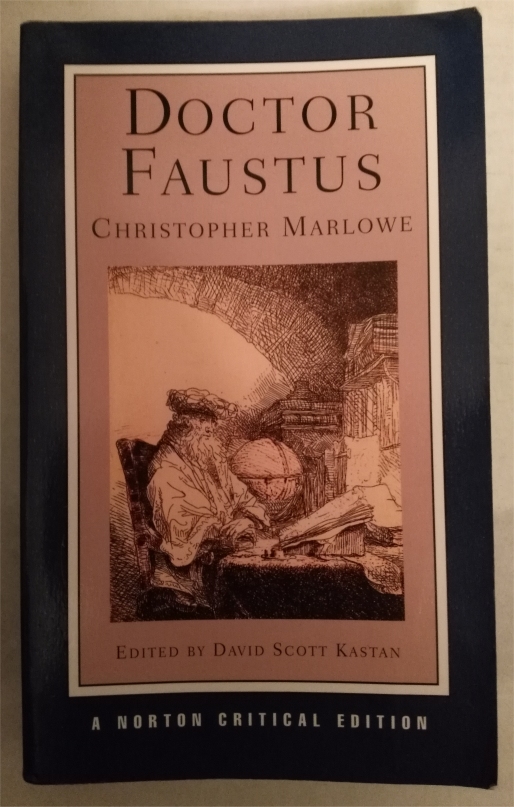 DOCTOR
FAUSTUS
CHRISTOPHER MARLOWE
EDITED BY DAVID SCOTT KASTAN
A NORTON CRITICAL EDITION